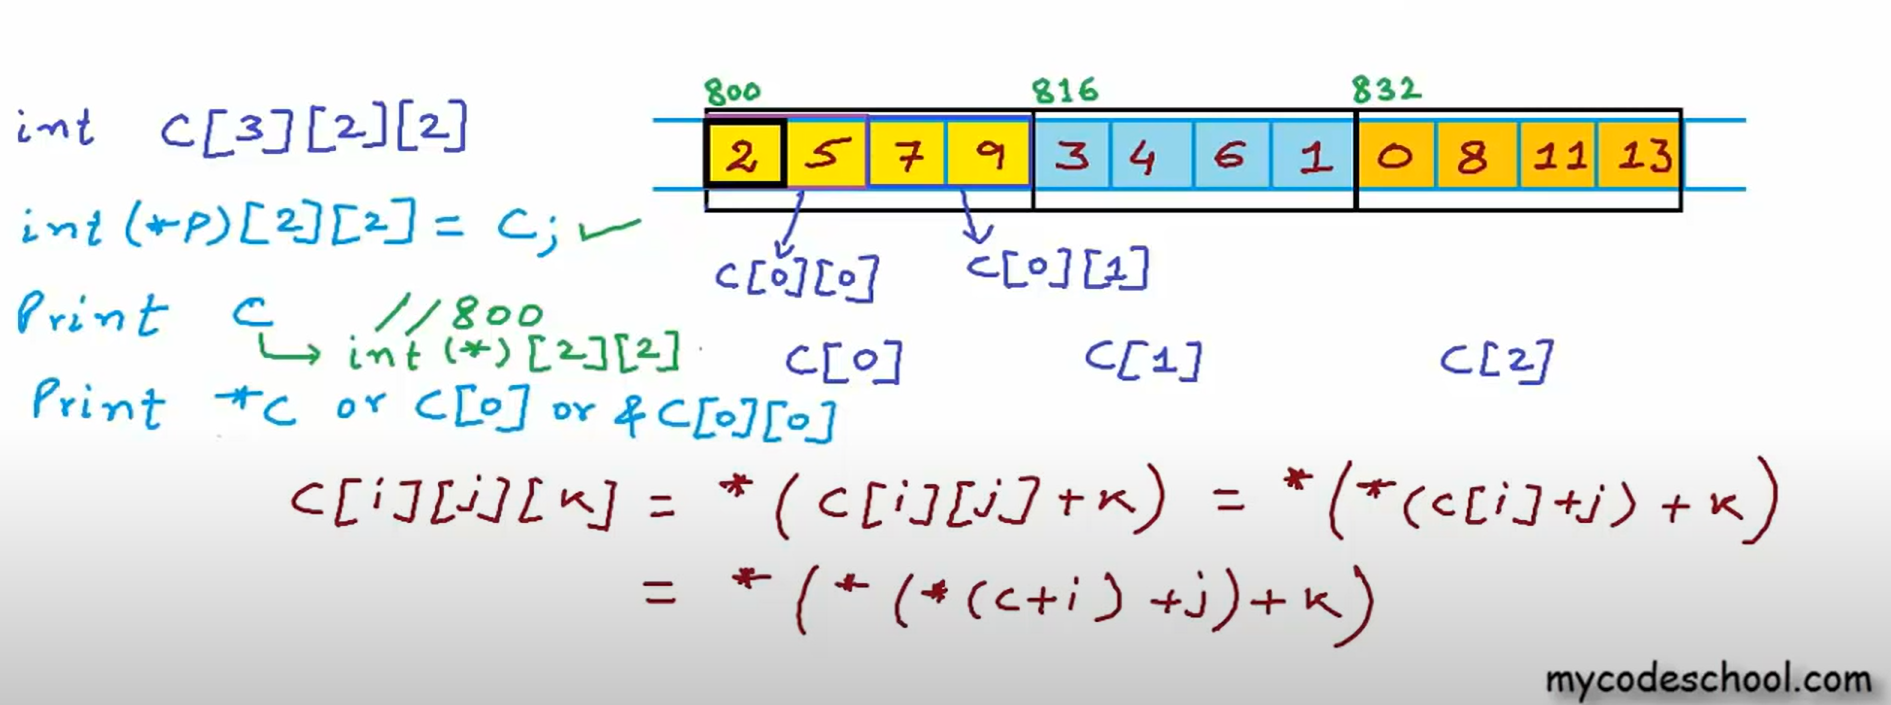 int C[3][2][2]
int (*P)[2][2] = C; ✓
Print C //800
↳ int (*)[2][2]
Print *C or C[0] or &C[0][0]
800 816 832
2 5 7 9 3 4 6 1 0 8 11 13
C[0][0] C[0][1]
C[0] C[1] C[2]
C[i][j][k] = *(C[i][j]+k) = *(*(C[i]+j)+k)
= *(*(*(C+i)+j)+k)
mycodeschool.com